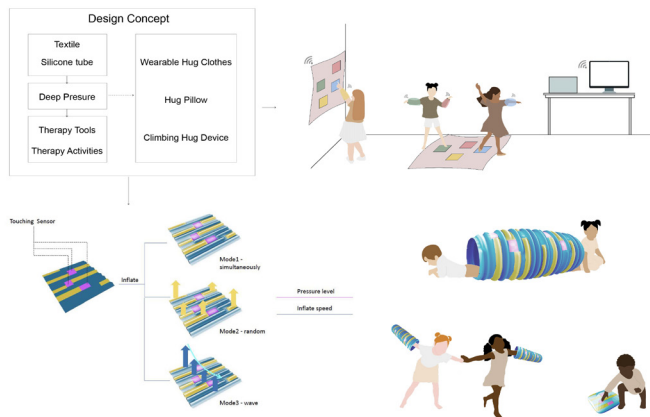 Design Concept
Textile
Silicone tube
Deep Presure
Therapy Tools
Therapy Activities
Wearable Hug Clothes
Hug Pillow
Climbing Hug Device
Touching Sensor
Inflate
Mode1 -
simultaneously
Mode2 - random
Mode3 - wave
Pressure level
Inflate speed